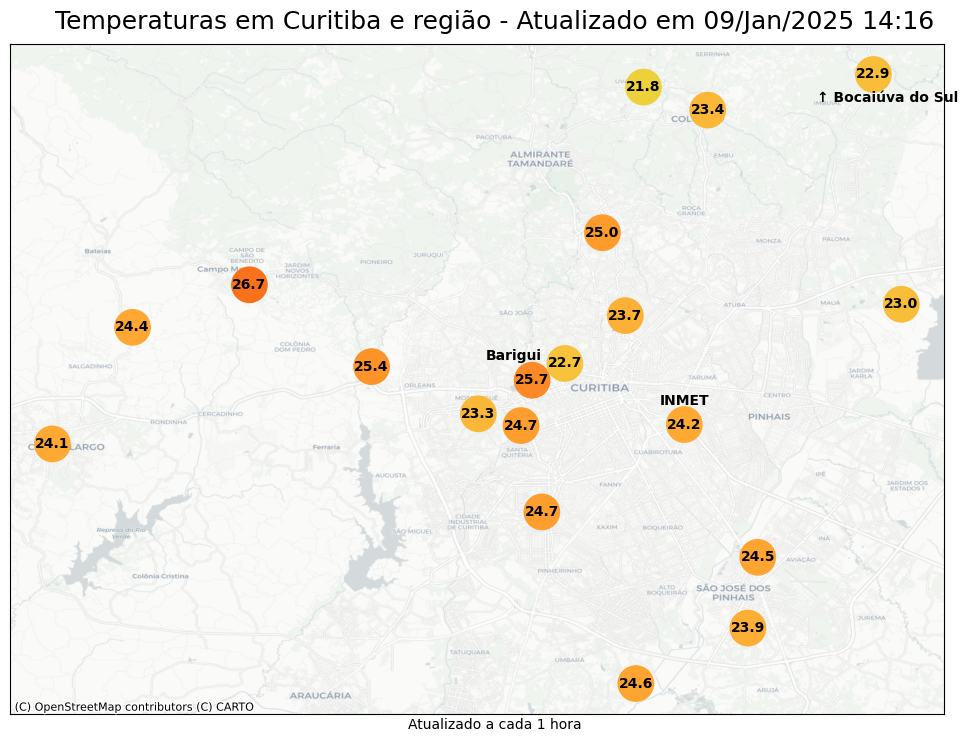 Temperaturas em Curitiba e região - Atualizado em 09/Jan/2025 14:16
SERRINHA
22.9
21.8
↑ Bocaiúva do Sul
23.4
PACOTUBA
ALMIRANTE
TAMANDARÉ
EMBU
ROÇA
GRANDE
25.0
MONZA
PALOMA
Bateias
CAMPO DE
SÃO
BENEDITO
JURUQUI
PIONEIRO
JARDIM
NOVOS
HORIZONTES
26.7
MAUÁ
23.0
ATUBA
SÃO JOÃO
23.7
24.4
COLÔNIA
DOM PEDRO
Barigui
22.7
SALGADINHO
25.4
25.7
TARUMÃ
JARDIM
KARLA
ORLEANS
CURITIBA
CENTRO
INMET
23.3
CERCADINHO
RONDINHA
24.7
24.2
PINHAIS
24.1
Ferraria
SANTA
QUITÉRIA
GUABIROTUBA
AUGUSTA
IPÊ
FANNY
JARDIM DOS
ESTADOS I
24.7
CIDADE
INDUSTRIAL
DE CURITIBA
SÃO MIGUEL
XAXIM
BOQUEIRÃO
Represa do Rio
Verde
INÁ
24.5
AVIAÇÃO
Colônia Cristina
PINHEIRINHO
ALTO
BOQUEIRÃO
SÃO JOSÉ DOS
PINHAIS
JUREMA
23.9
TATUQUARA
UMBARÁ
24.6
ARUJÁ
ARAUCÁRIA
(C) OpenStreetMap contributors (C) CARTO
Atualizado a cada 1 hora